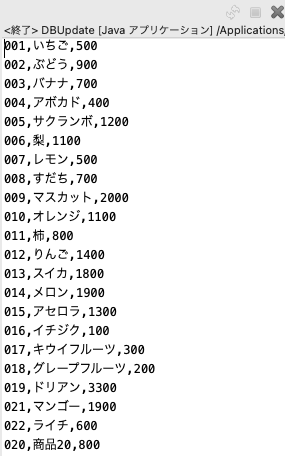 <終了> DBUpdate [Java アプリケーション] /Applications
001,いちご,500
002,ぶどう,900
003,バナナ,700
004,アボカド,400
005,サクランボ,1200
006,梨,1100
007,レモン,500
008,すだち,700
009,マスカット,2000
010,オレンジ,1100
011,柿,800
012,りんご,1400
013,スイカ,1800
014,メロン,1900
015,アセロラ,1300
016,イチジク,100
017,キウイフルーツ,300
018,グレープフルーツ,200
019,ドリアン,3300
021,マンゴー,1900
022,ライチ,600
020,商品20,800